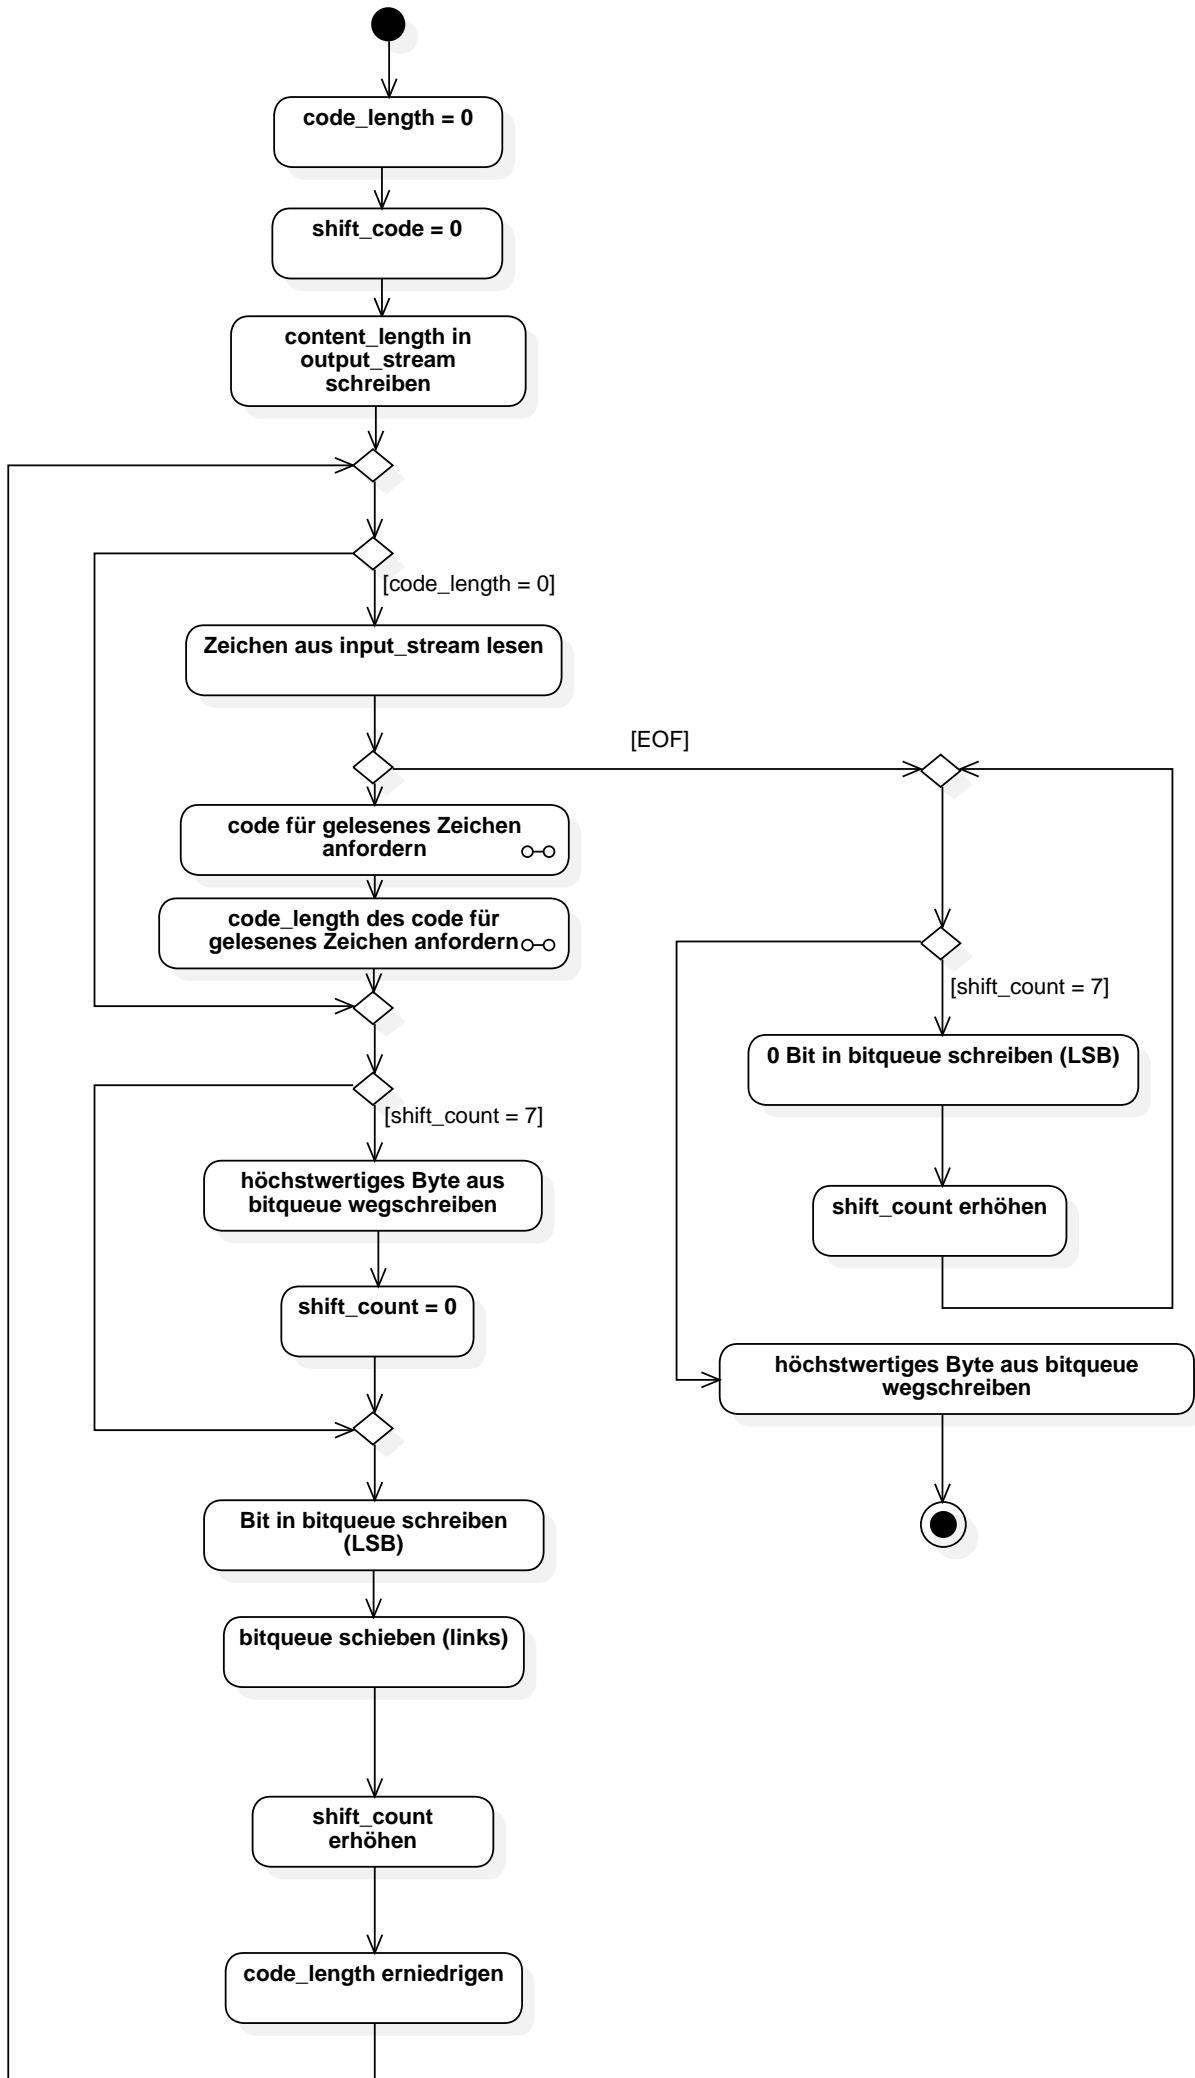 code_length = 0
shift_code = 0
content_length in
output_stream
schreiben
[code_length = 0]
Zeichen aus input_stream lesen
[EOF]
code für gelesenes Zeichen
anfordern
code_length des code für
gelesenes Zeichen anfordern
[shift_count = 7]
höchstwertiges Byte aus
bitqueue wegschreiben
shift_count = 0
Bit in bitqueue schreiben
(LSB)
bitqueue schieben (links)
shift_count
erhöhen
code_length erniedrigen
[shift_count = 7]
0 Bit in bitqueue schreiben (LSB)
shift_count erhöhen
höchstwertiges Byte aus bitqueue
wegschreiben